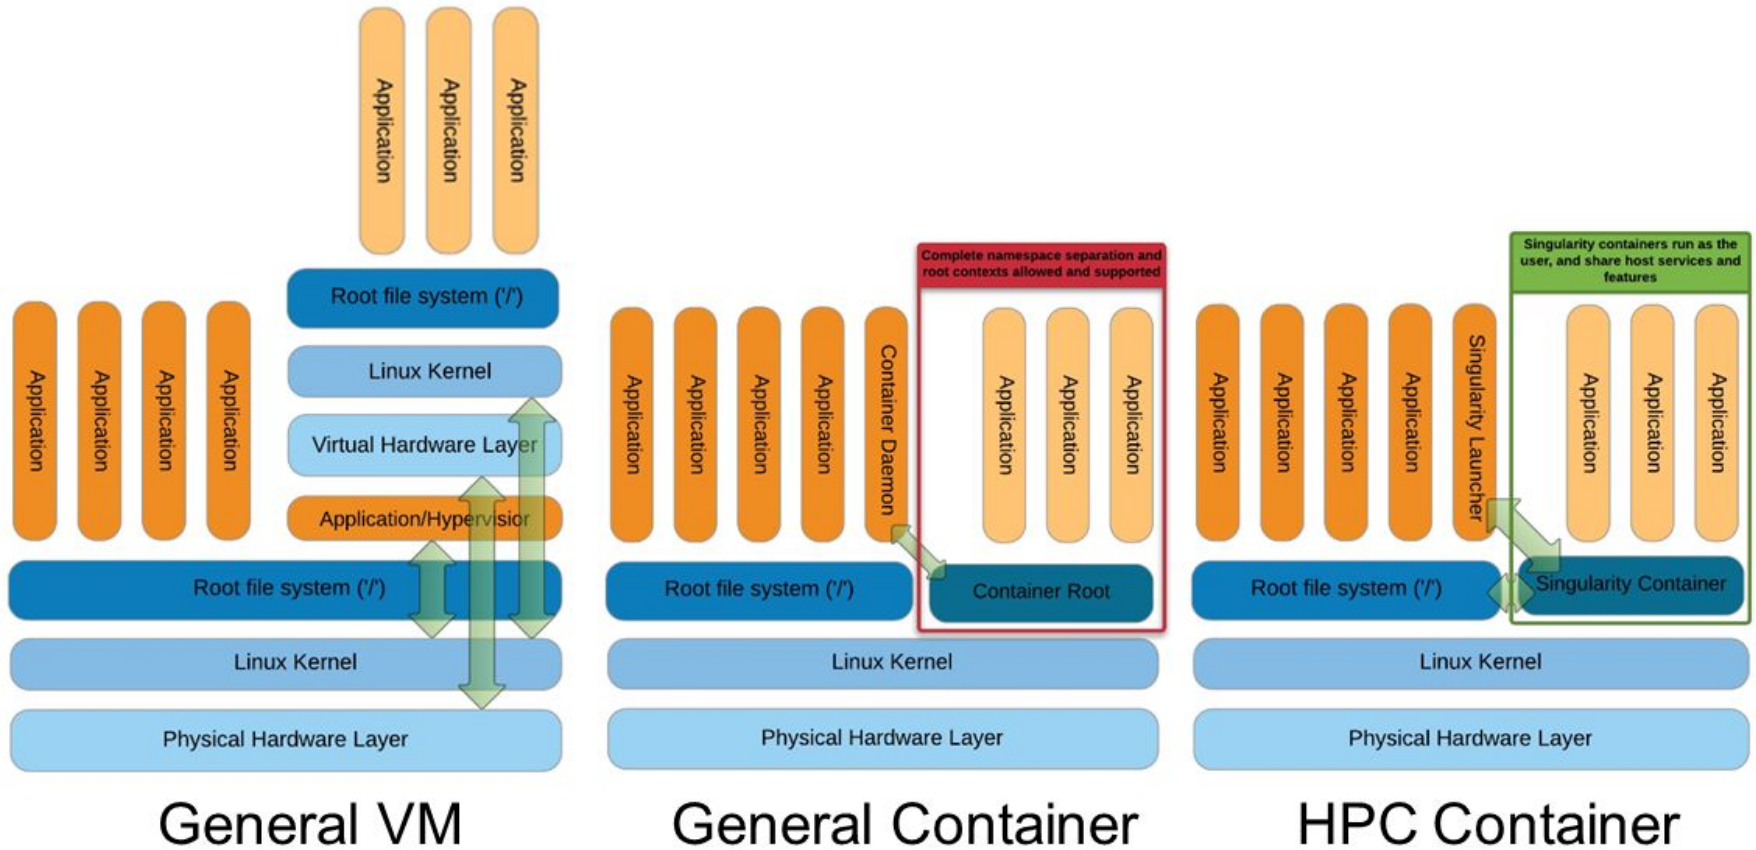 Application
Application
Application
Root file system ('/')
Linux Kernel
Virtual Hardware Layer
Application/Hypervisior
Application
Application
Application
Application
Root file system ('/')
Linux Kernel
Physical Hardware Layer
General VM
Complete namespace separation and
root contexts allowed and supported
Application
Application
Application
Application
Container Daemon
Application
Application
Application
Root file system ('/')
Container Root
Linux Kernel
Physical Hardware Layer
General Container
Singularity containers run as the
user, and share host services and
features
Application
Application
Application
Application
Singularity Launcher
Application
Application
Application
Root file system ('/')
Singularity Container
Linux Kernel
Physical Hardware Layer
HPC Container